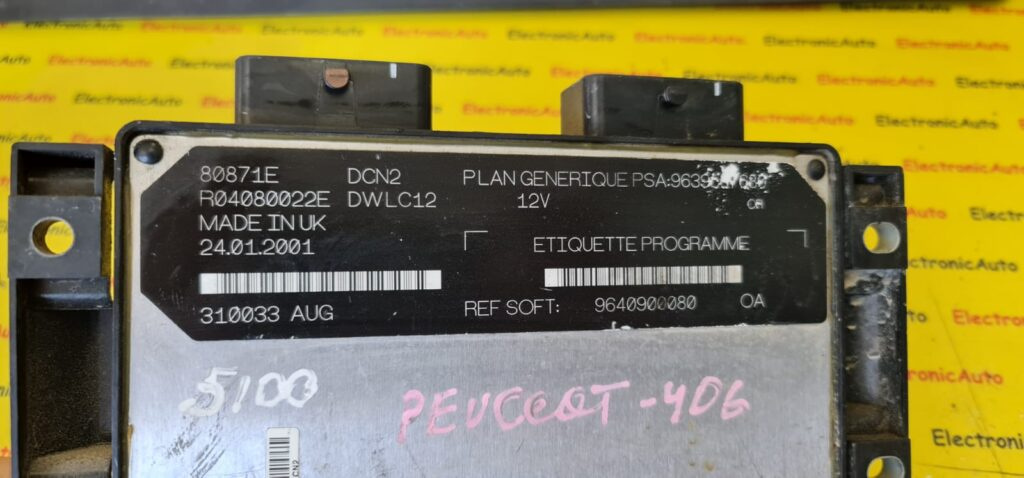 80871E DCN2 PLAN GENERIQUE PSA:
R04080022E DWLC12 12V
MADE IN UK
24.01.2001
ETIQUETTE PROGRAMME
310033 AUG REF SOFT: 9640900080 OA
5100
PEUGEOT-406
DCN2
ElectronicAuto